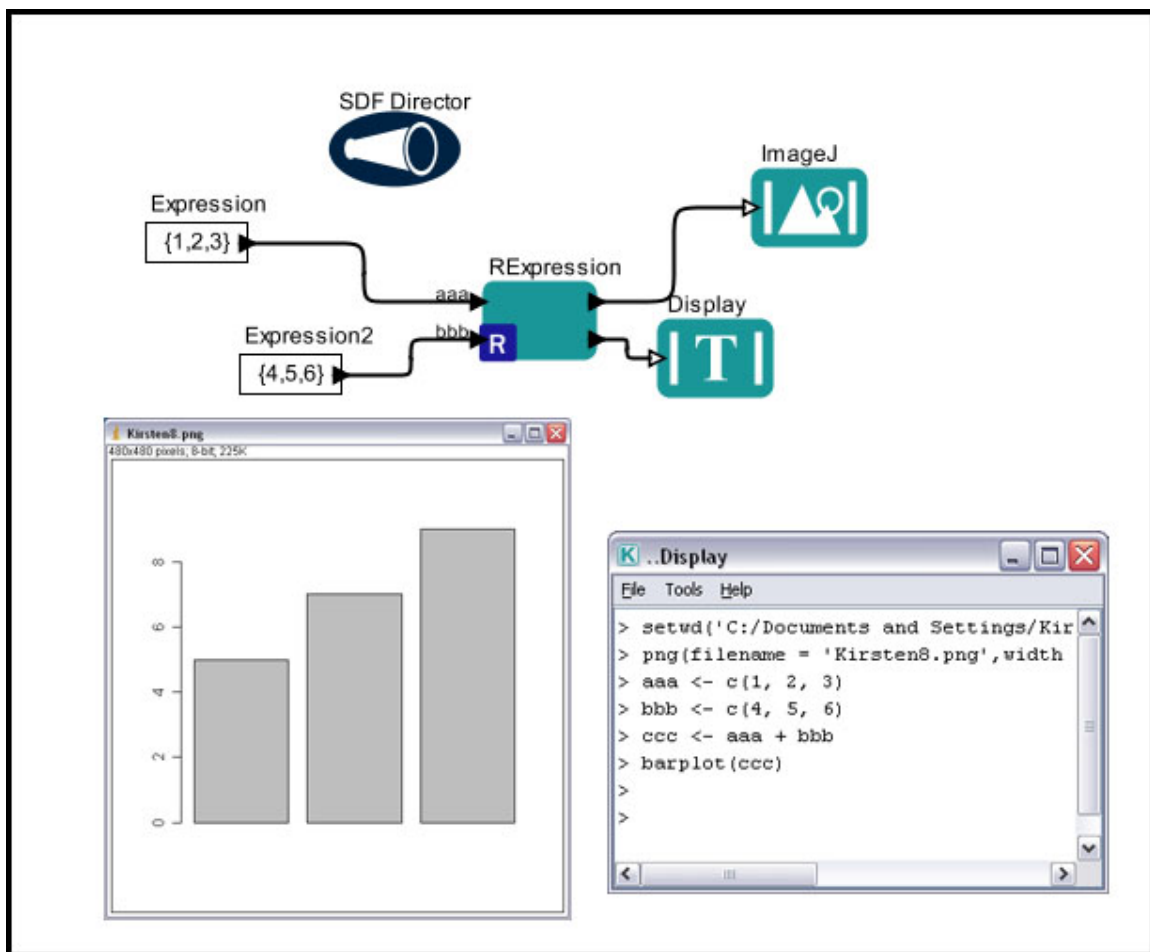 SDF Director
ImageJ
Expression
{1,2,3}
RExpression
aaa
Display
T
Expression2
bbb
R
{4,5,6}
Kirsten8.png
480x480 pixels; 8-bit; 225K
8
6
4
2
0
K ..Display
File Tools Help
> setwd('C:/Documents and Settings/Kir
> png(filename = 'Kirsten8.png',width
> aaa <- c(1, 2, 3)
> bbb <- c(4, 5, 6)
> ccc <- aaa + bbb
> barplot(ccc)
>
>